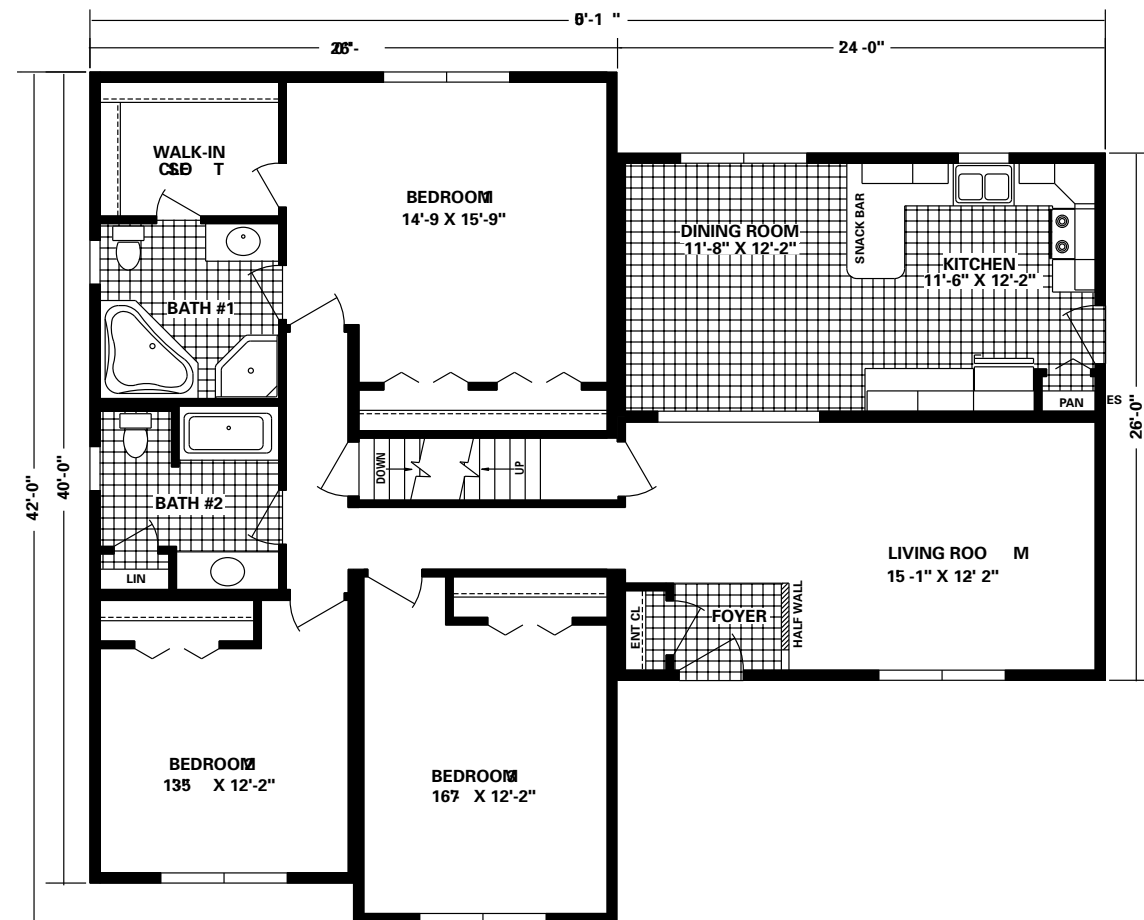 24 -0"
WALK-IN
BEDROOM
14'-9 X 15'-9"
DINING ROOM
11'-8" X 12'-2"
SNACK BAR
KITCHEN
11'-6" X 12'-2"
BATH #1
PAN
ES
26'-0"
42'-0"
40'-0"
DOWN
UP
BATH #2
LIN
LIVING ROO M
15 -1" X 12' 2"
ENT CL
FOYER
HALF WALL
BEDROOM
X 12'-2"
BEDROOM
X 12'-2"